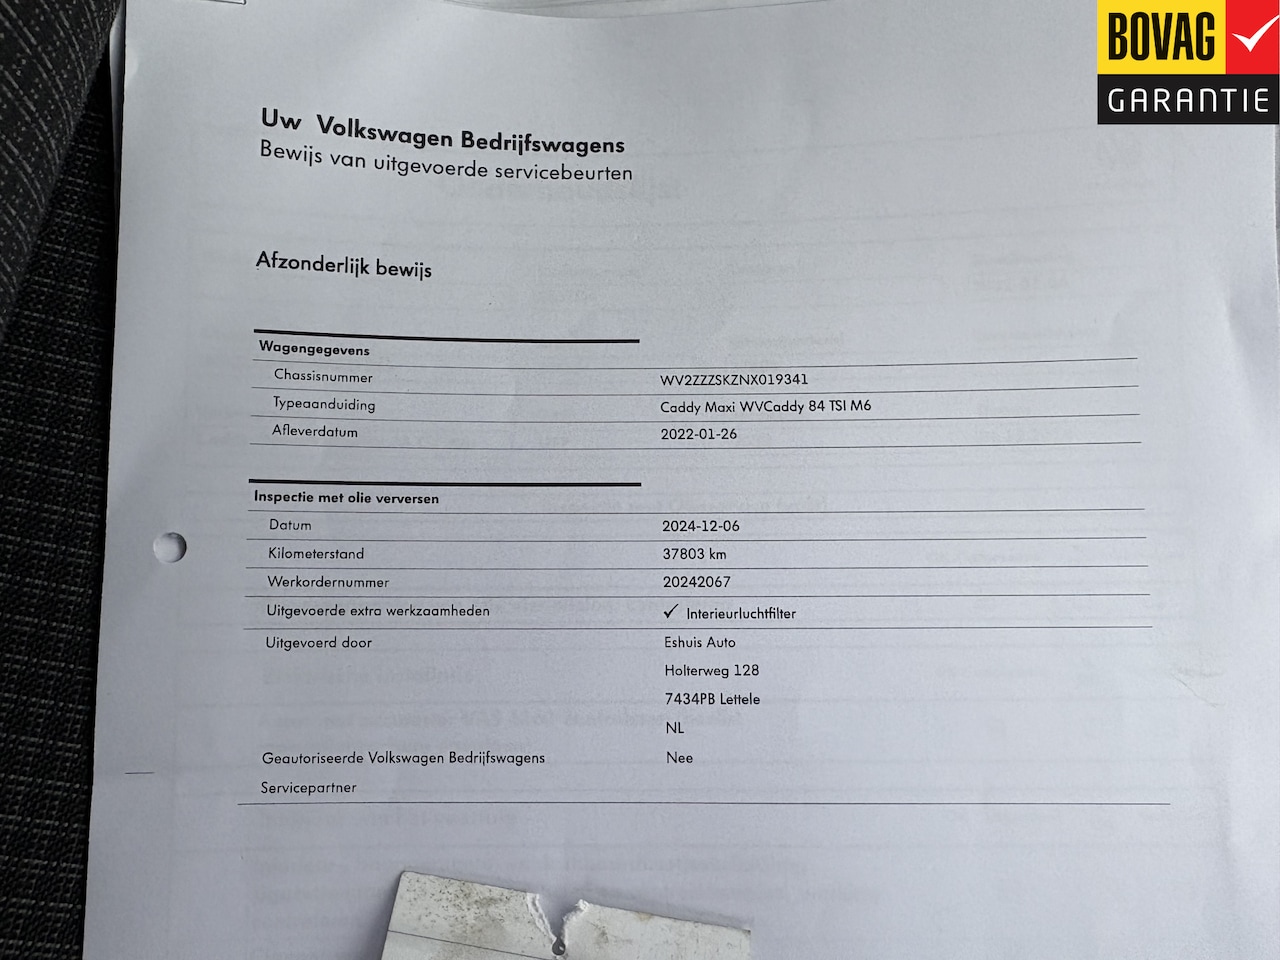 BOVAG
GARANTIE
Uw Volkswagen Bedrijfswagens
Bewijs van uitgevoerde servicebeurten
Afzonderlijk bewijs
Wagengegevens
Chassisnummer WV2ZZZSKZNX019341
Typeaanduiding Caddy Maxi WVCaddy 84 TSI M6
Afleverdatum 2022-01-26
Inspectie met olie verversen
Datum 2024-12-06
Kilometerstand 37803 km
Werkordernummer 20242067
Uitgevoerde extra werkzaamheden ✓ Interieurluchtfilter
Uitgevoerd door Eshuis Auto
Holterweg 128
7434PB Lettele
NL
Geautoriseerde Volkswagen Bedrijfswagens Nee
Servicepartner